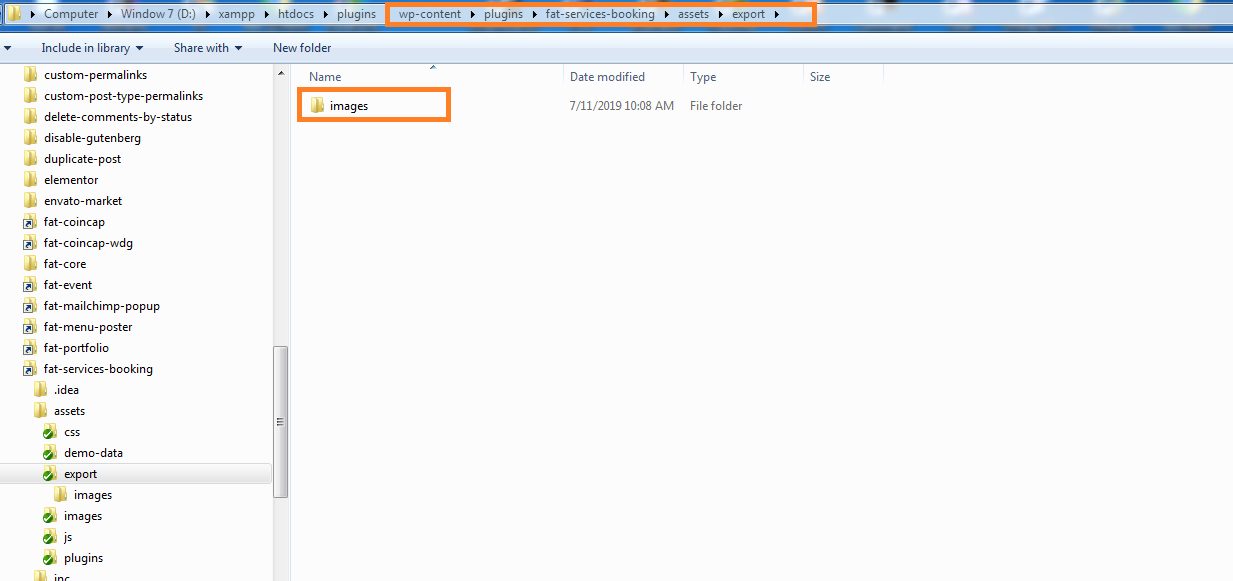 Computer Window 7 (D:) xampp htdocs plugins wp-content plugins fat-services-booking assets export
Include in library Share with New folder
custom-permalinks
custom-post-type-permalinks
delete-comments-by-status
disable-gutenberg
duplicate-post
elementor
envato-market
fat-coincap
fat-coincap-wdg
fat-core
fat-event
fat-mailchimp-popup
fat-menu-poster
fat-portfolio
fat-services-booking
.idea
assets
css
demo-data
export
images
images
js
plugins
inc
Name Date modified Type Size
images 7/11/2019 10:08 AM File folder